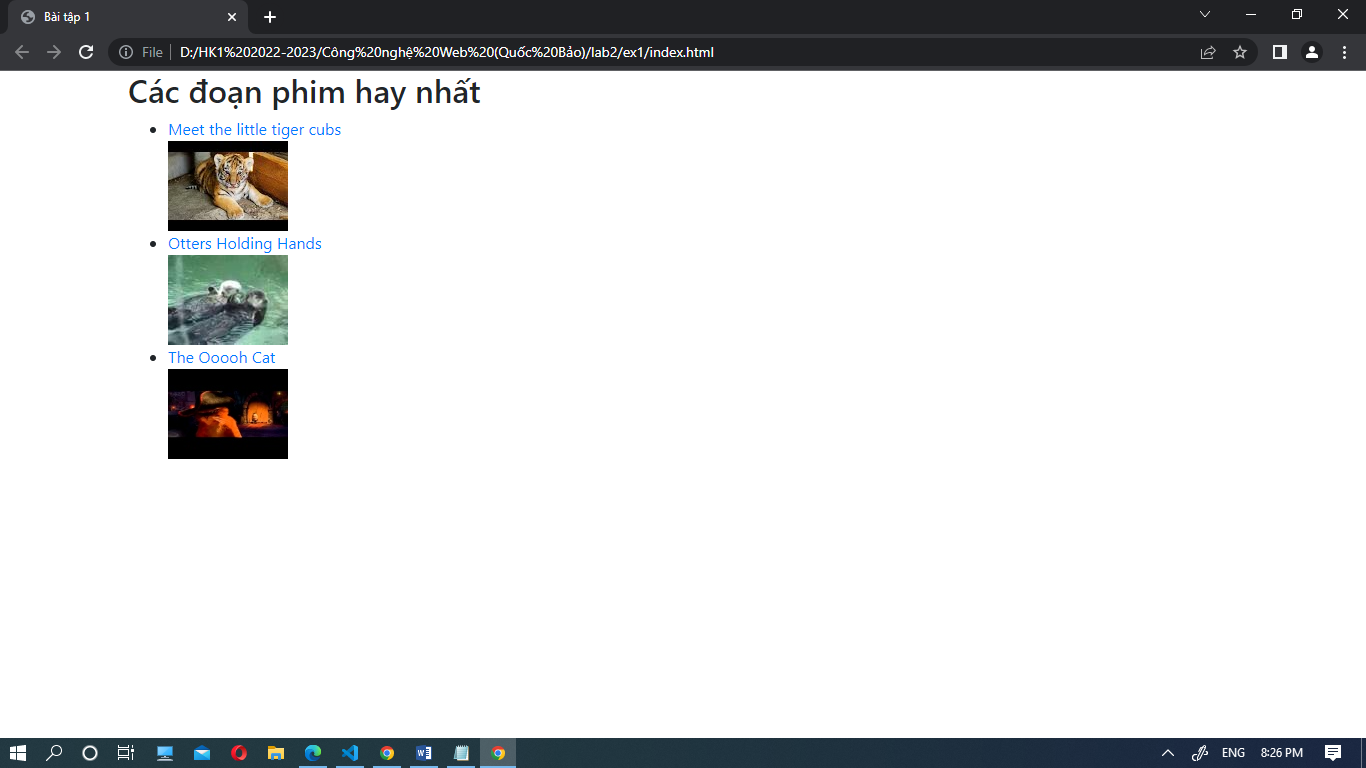 Bài tập 1
File
D:/HK1%202022-2023/Công%20nghệ%20Web%20(Quốc%20Bảo)/lab2/ex1/index.html
Các đoạn phim hay nhất
Meet the little tiger cubs
Otters Holding Hands
The Ooooh Cat
ENG
8:26 PM